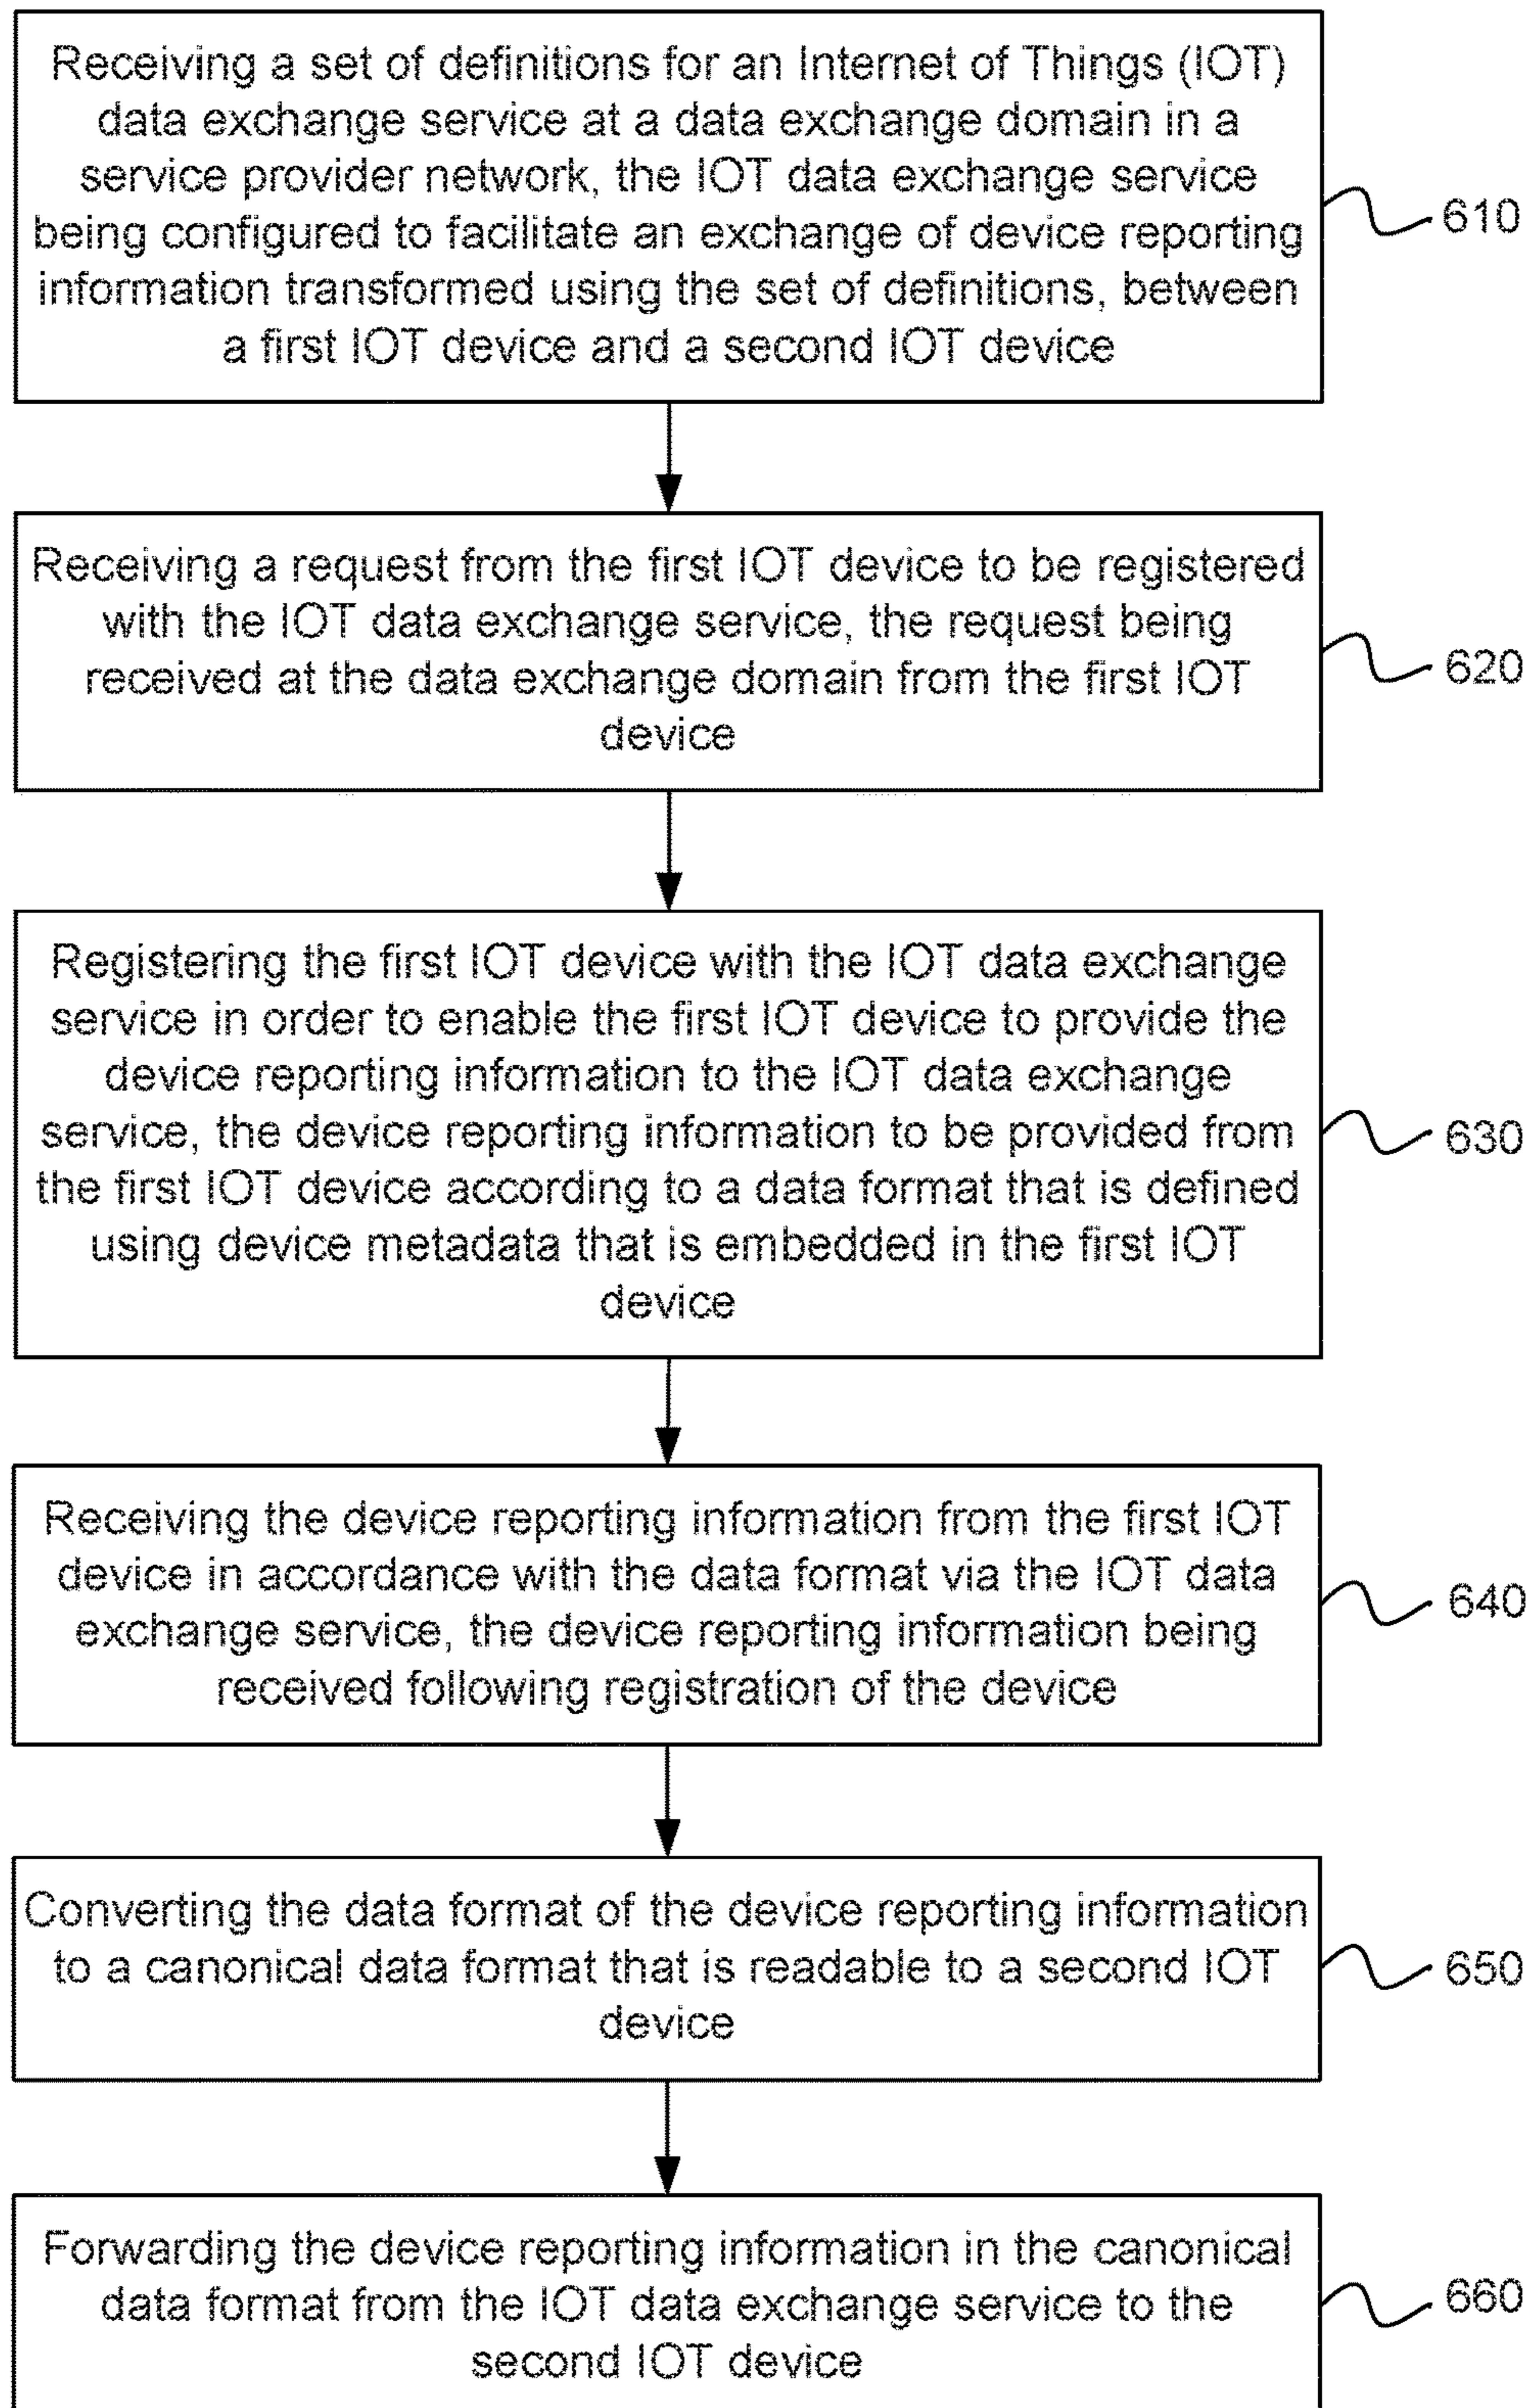 Receiving a set of definitions for an Internet of Things (IOT)
data exchange service at a data exchange domain in a
service provider network, the IOT data exchange service
being configured to facilitate an exchange of device reporting
information transformed using the set of definitions, between
a first IOT device and a second IOT device
610
Receiving a request from the first IOT device to be registered
with the IOT data exchange service, the request being
received at the data exchange domain from the first IOT
device
620
Registering the first IOT device with the IOT data exchange
service in order to enable the first IOT device to provide the
device reporting information to the IOT data exchange
service, the device reporting information to be provided from
the first IOT device according to a data format that is defined
using device metadata that is embedded in the first IOT
device
630
Receiving the device reporting information from the first IOT
device in accordance with the data format via the IOT data
exchange service, the device reporting information being
received following registration of the device
640
Converting the data format of the device reporting information
to a canonical data format that is readable to a second IOT
device
650
Forwarding the device reporting information in the canonical
data format from the IOT data exchange service to the
second IOT device
660